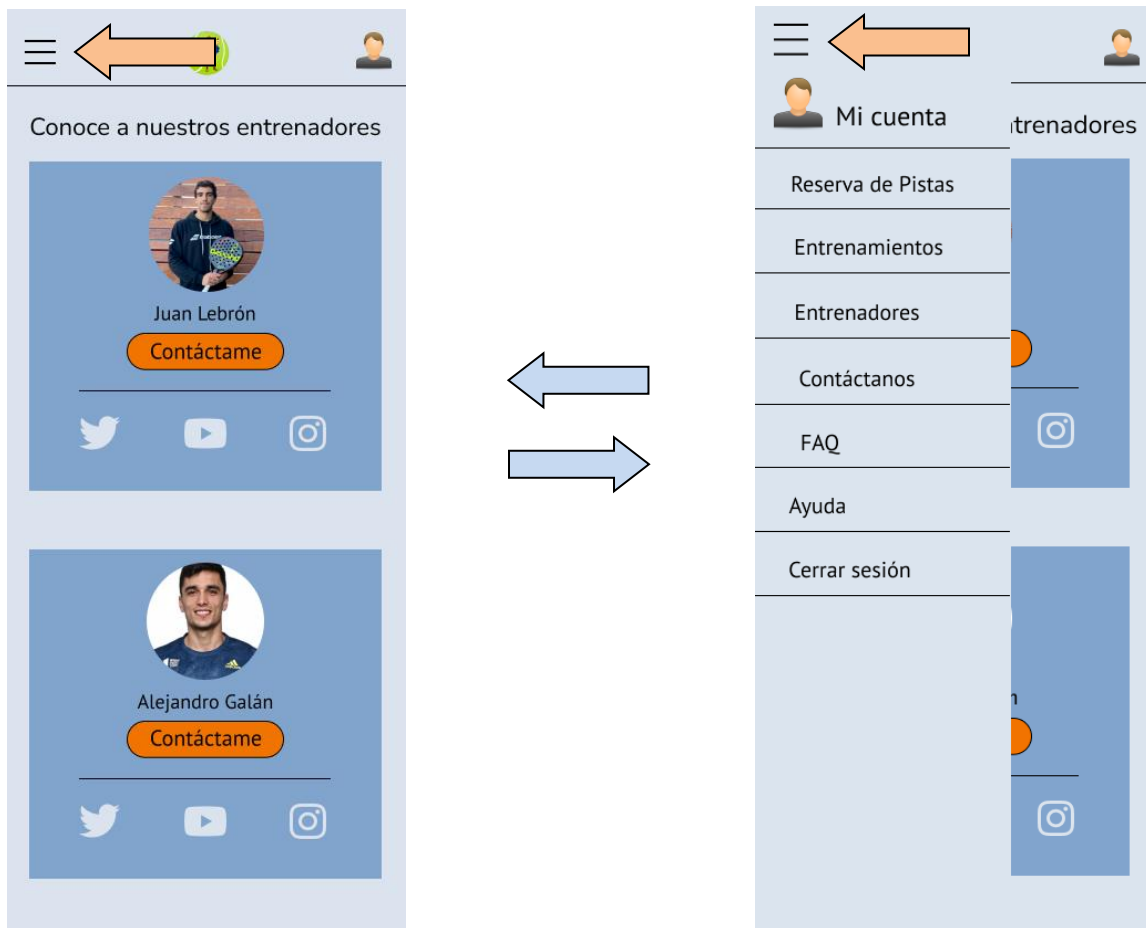 Conoce a nuestros entrenadores
Juan Lebrón
Contáctame
Alejandro Galán
Contáctame
Mi cuenta
trenadores
Reserva de Pistas
Entrenamientos
Entrenadores
Contáctanos
FAQ
Ayuda
Cerrar sesión